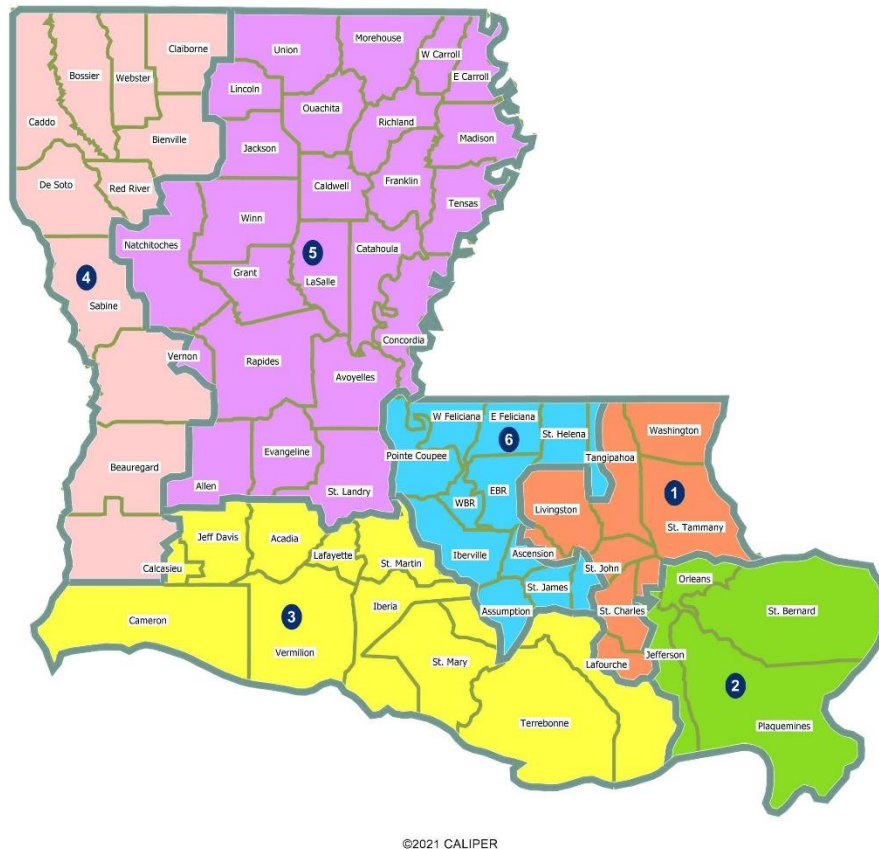 Claiborne
Union
Morehouse
W Carroll
Bossier
Webster
E Carroll
Lincoln
Ouachita
Richland
Caddo
Bienville
Madison
Jackson
De Soto
Red River
Caldwell
Franklin
Tensas
Winn
Natchitoches
Catahoula
5
4
Grant
LaSalle
Sabine
Concordia
Vernon
Rapides
Avoyelles
W Feliciana
E Feliciana
Washington
St. Helena
6
Pointe Coupee
Tangipahoa
Evangeline
Beauregard
Allen
St. Landry
1
WBR
EBR
Livingston
St. Tammany
Jeff Davis
Acadia
Lafayette
Iberville
Ascension
St. Martin
Calcasieu
St. John
Orleans
St. James
Iberia
Assumption
St. Charles
St. Bernard
Cameron
3
Vermilion
Jefferson
St. Mary
Lafourche
2
Terrebonne
Plaquemines
©2021 CALIPER